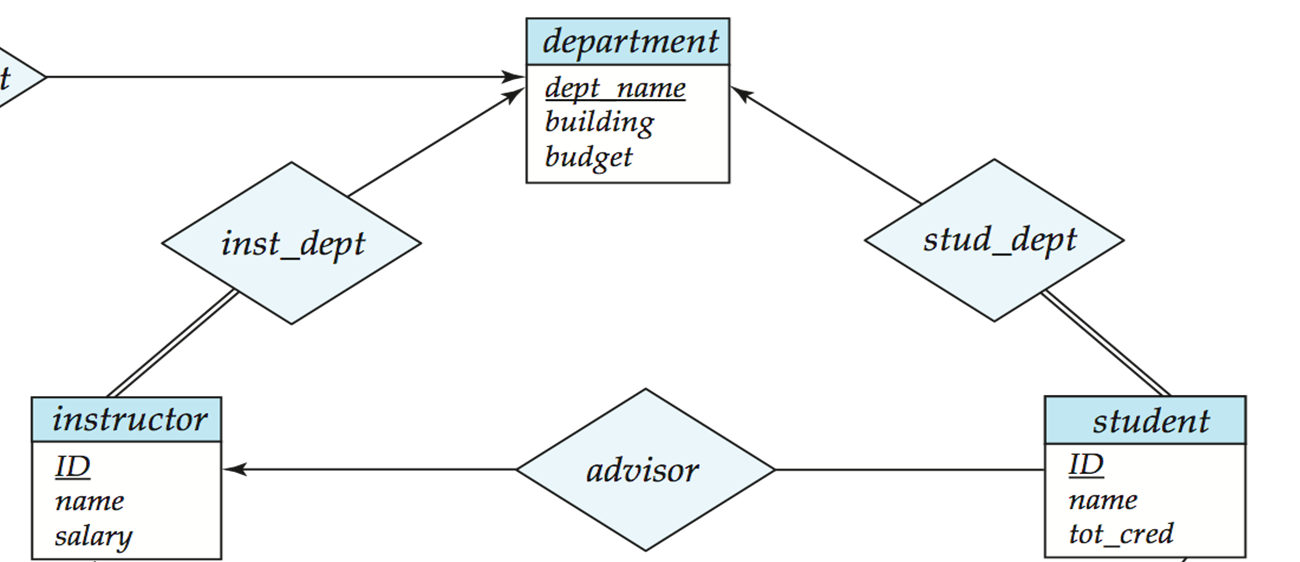 department
t
dept_name
building
budget
inst_dept
stud_dept
instructor
ID
name
salary
advisor
student
ID
name
tot_cred